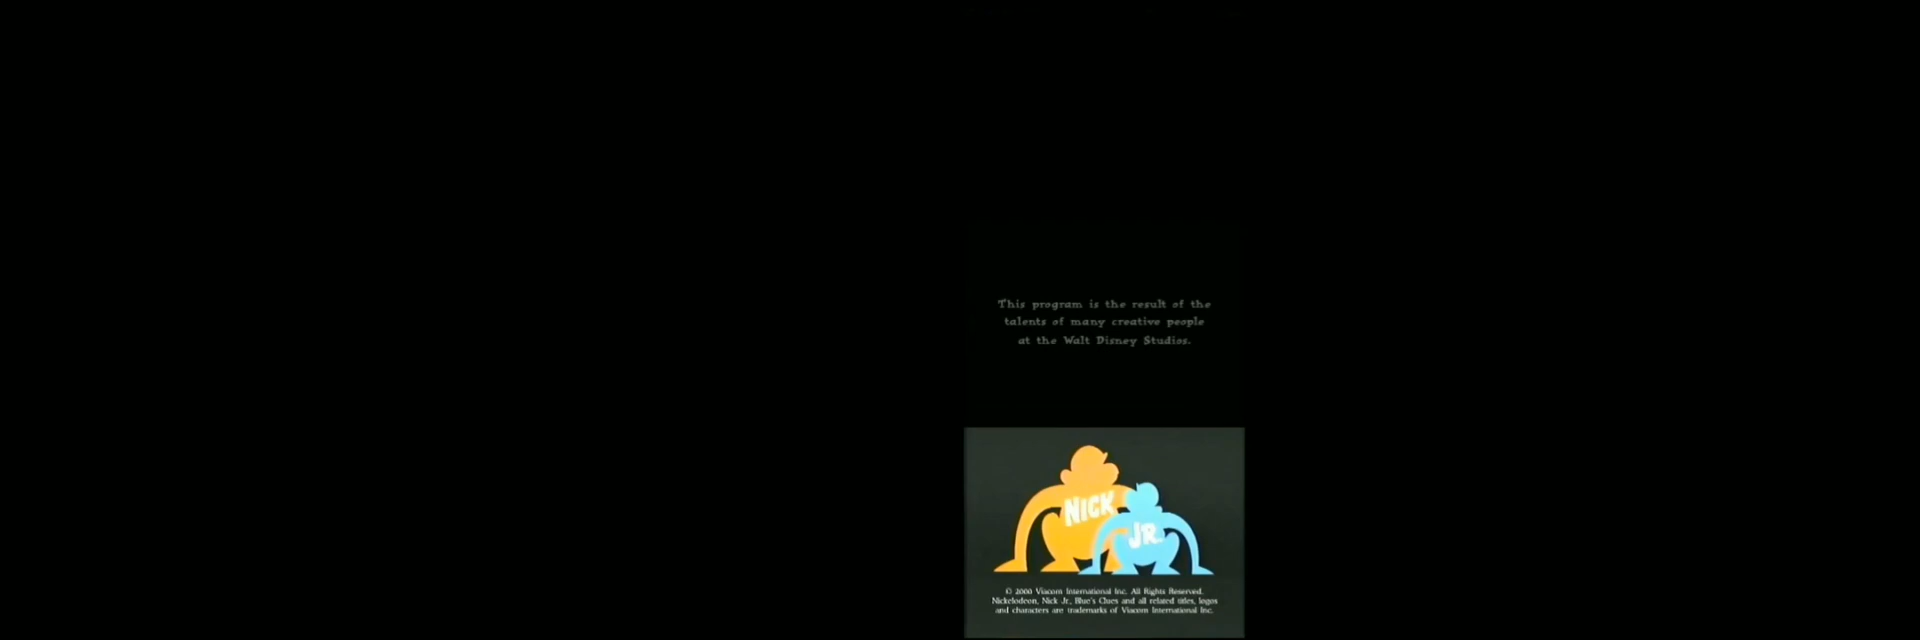 This program is the result of the
talents of many creative people
at the Walt Disney Studios.
NICK
JR.
© 2000 Viacom International Inc. All Rights Reserved.
Nickelodeon, Nick Jr., Blue's Clues and all related titles, logos
and characters are trademarks of Viacom International Inc.